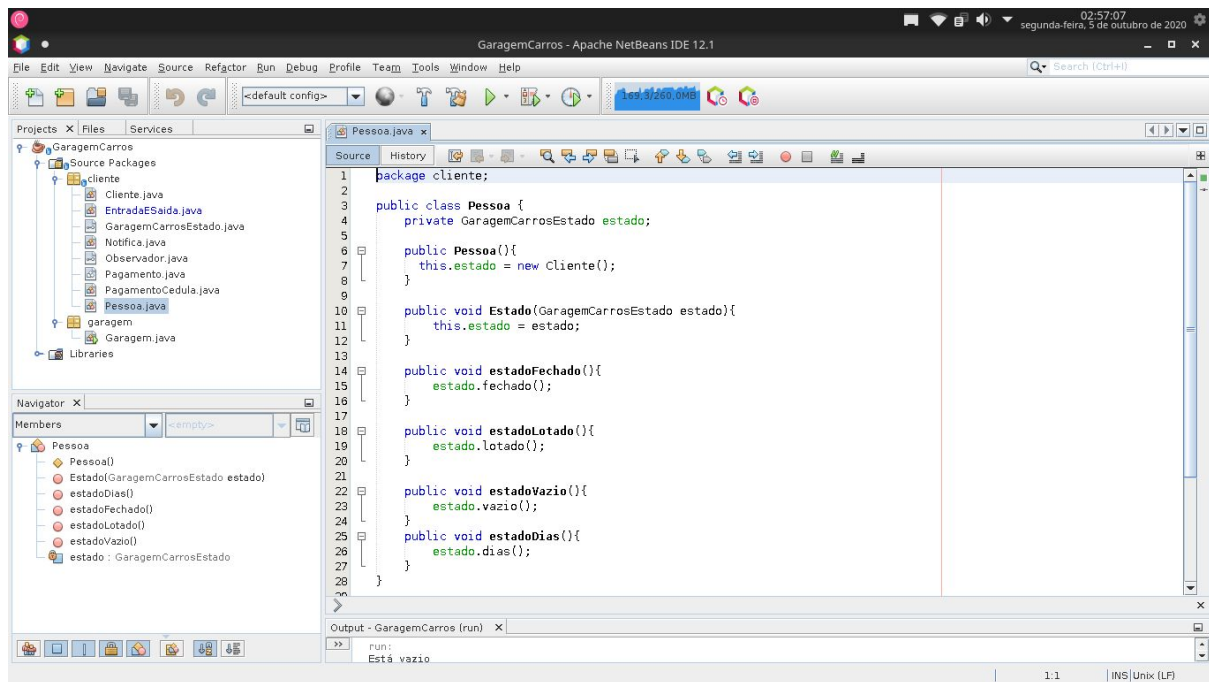 02:57:07
segunda-feira, 5 de outubro de 2020
GaragemCarros - Apache NetBeans IDE 12.1
File Edit View Navigate Source Refactor Run Debug Profile Team Tools Window Help
Search (Ctrl+I)
<default config>
169,3/260,0MB
Projects Files Services
GaragemCarros
Source Packages
cliente
Cliente.java
EntradaESaida.java
GaragemCarrosEstado.java
Notifica.java
Observador.java
Pagamento.java
PagamentoCedula.java
Pessoa.java
garagem
Garagem.java
Libraries
Navigator
Members
<empty>
Pessoa
Pessoa()
Estado(GaragemCarrosEstado estado)
estadoDias()
estadoFechado()
estadoLotado()
estadoVazio()
estado : GaragemCarrosEstado
Pessoa.java
Source History
1 package cliente;
2
3 public class Pessoa {
4 private GaragemCarrosEstado estado;
5
6 public Pessoa(){
7 this.estado = new Cliente();
8 }
9
10 public void Estado(GaragemCarrosEstado estado){
11 this.estado = estado;
12 }
13
14 public void estadoFechado(){
15 estado.fechado();
16 }
17
18 public void estadoLotado(){
19 estado.lotado();
20 }
21
22 public void estadoVazio(){
23 estado.vazio();
24 }
25 public void estadoDias(){
26 estado.dias();
27 }
28 }
29
Output - GaragemCarros (run)
run:
Está vazio
1:1 INS Unix (LF)